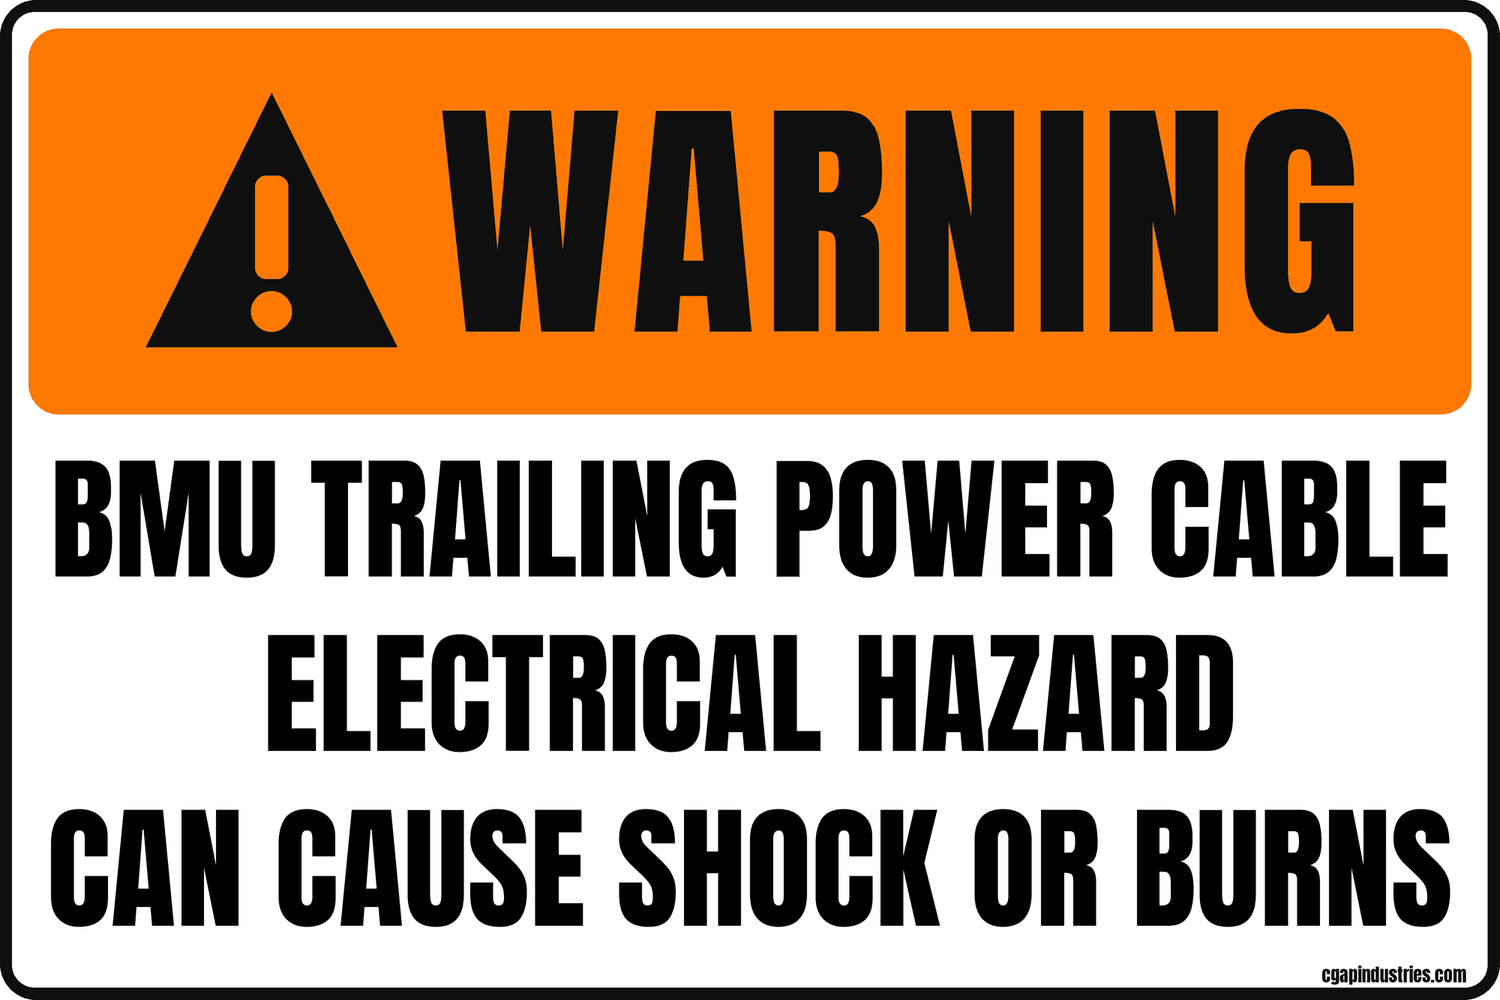 WARNING
BMU TRAILING POWER CABLE
ELECTRICAL HAZARD
CAN CAUSE SHOCK OR BURNS
cgapindustries.com